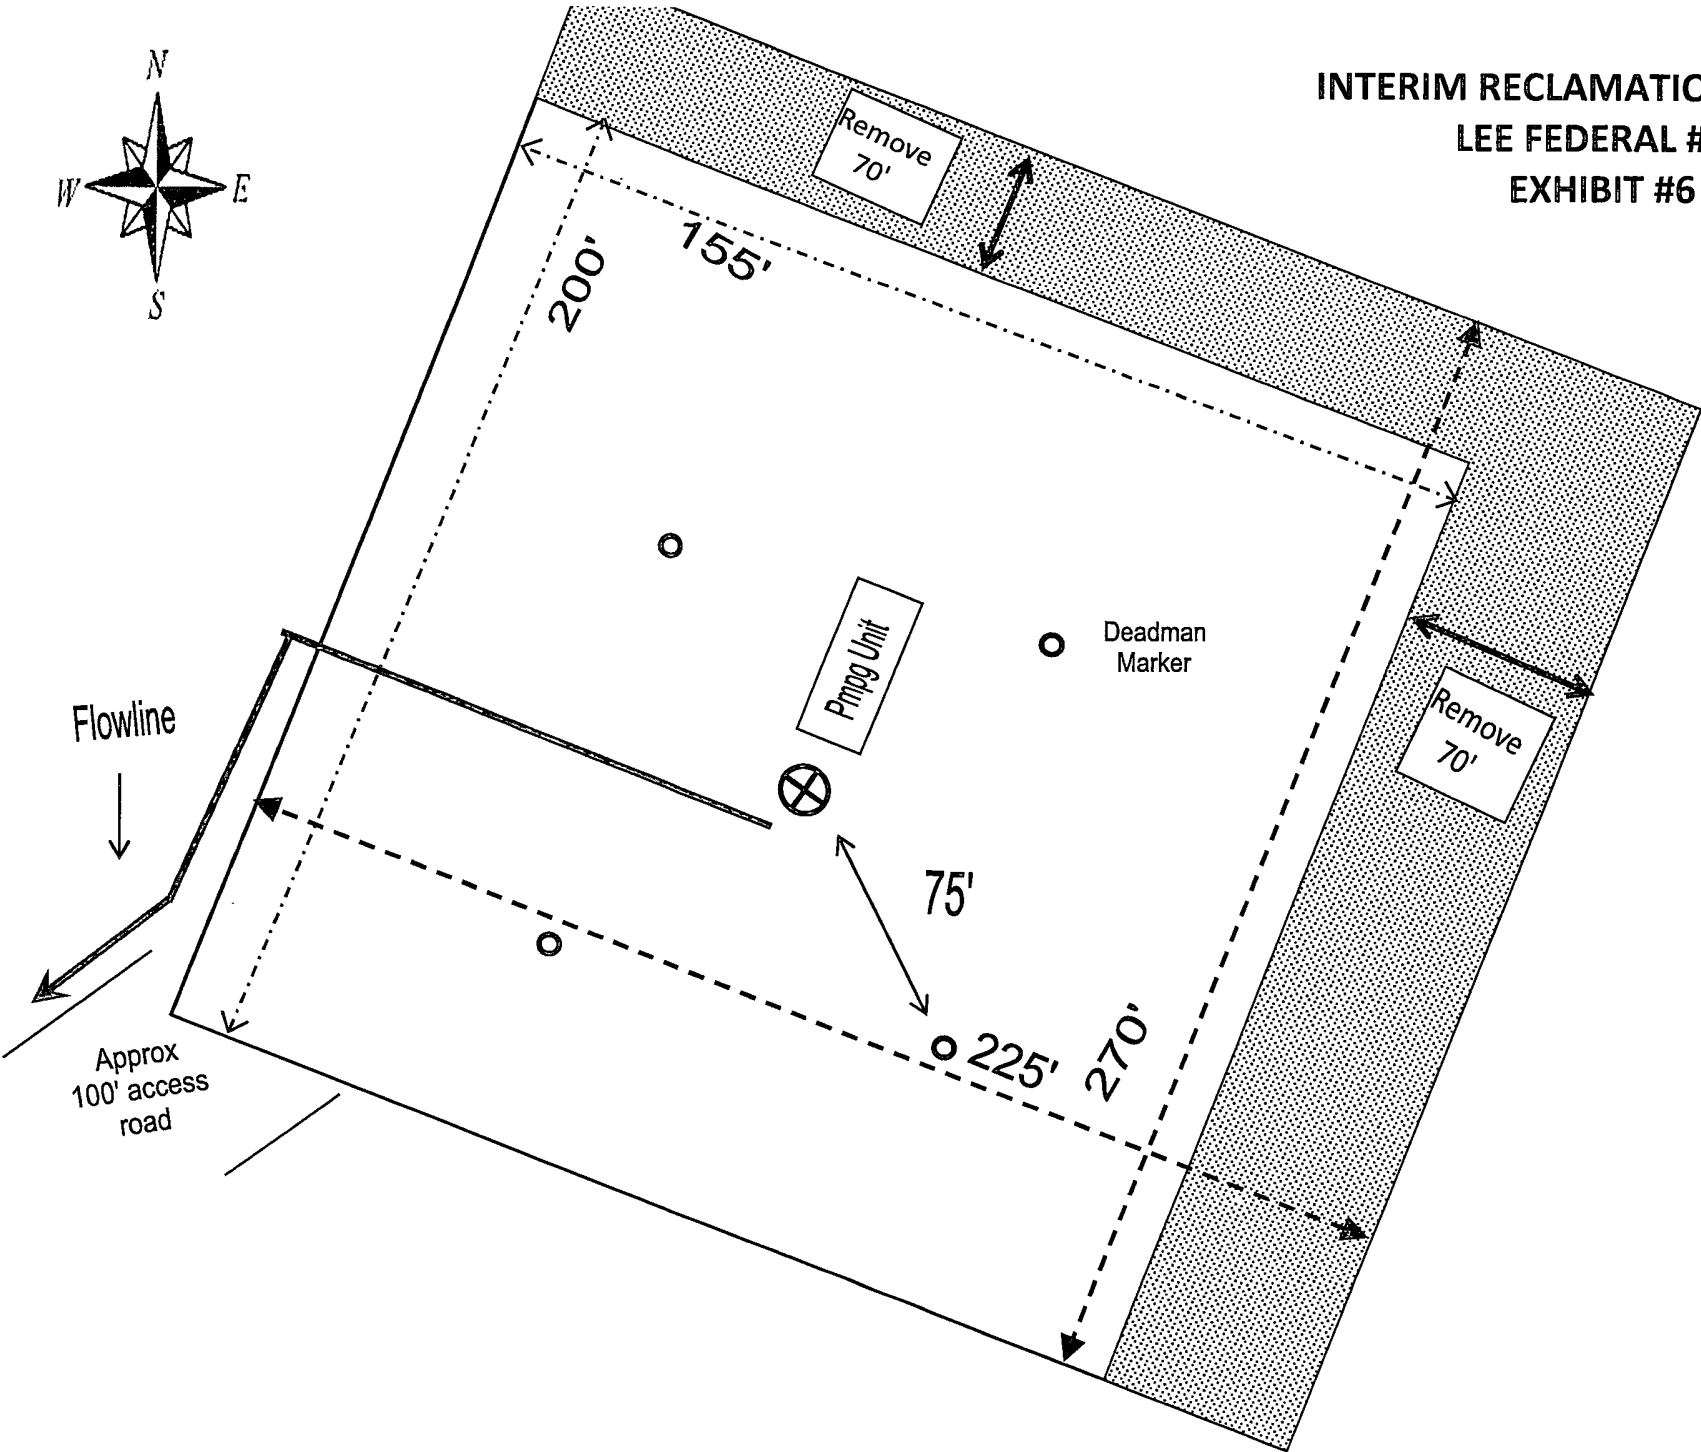 N
W
E
S
INTERIM RECLAMATIO
LEE FEDERAL #
EXHIBIT #6
Remove
70'
155'
200'
Deadman
Marker
Pmpg Unit
Remove
70'
Flowline
75'
225'
270'
Approx
100' access
road